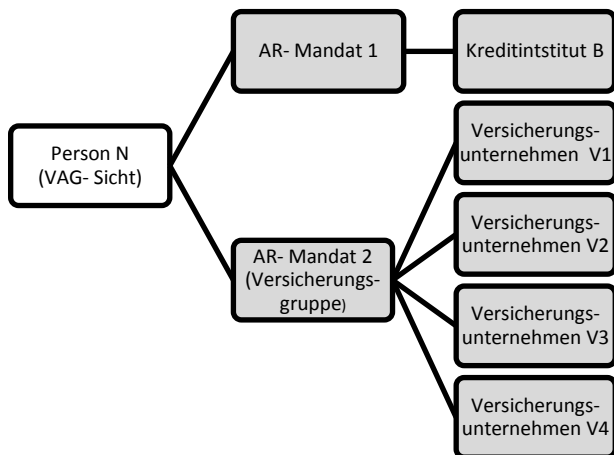 AR- Mandat 1
Kreditintstitut B
Person N
(VAG- Sicht)
Versicherungs-
unternehmen V1
Versicherungs-
unternehmen V2
AR- Mandat 2
(Versicherungs-
gruppe)
Versicherungs-
unternehmen V3
Versicherungs-
unternehmen V4